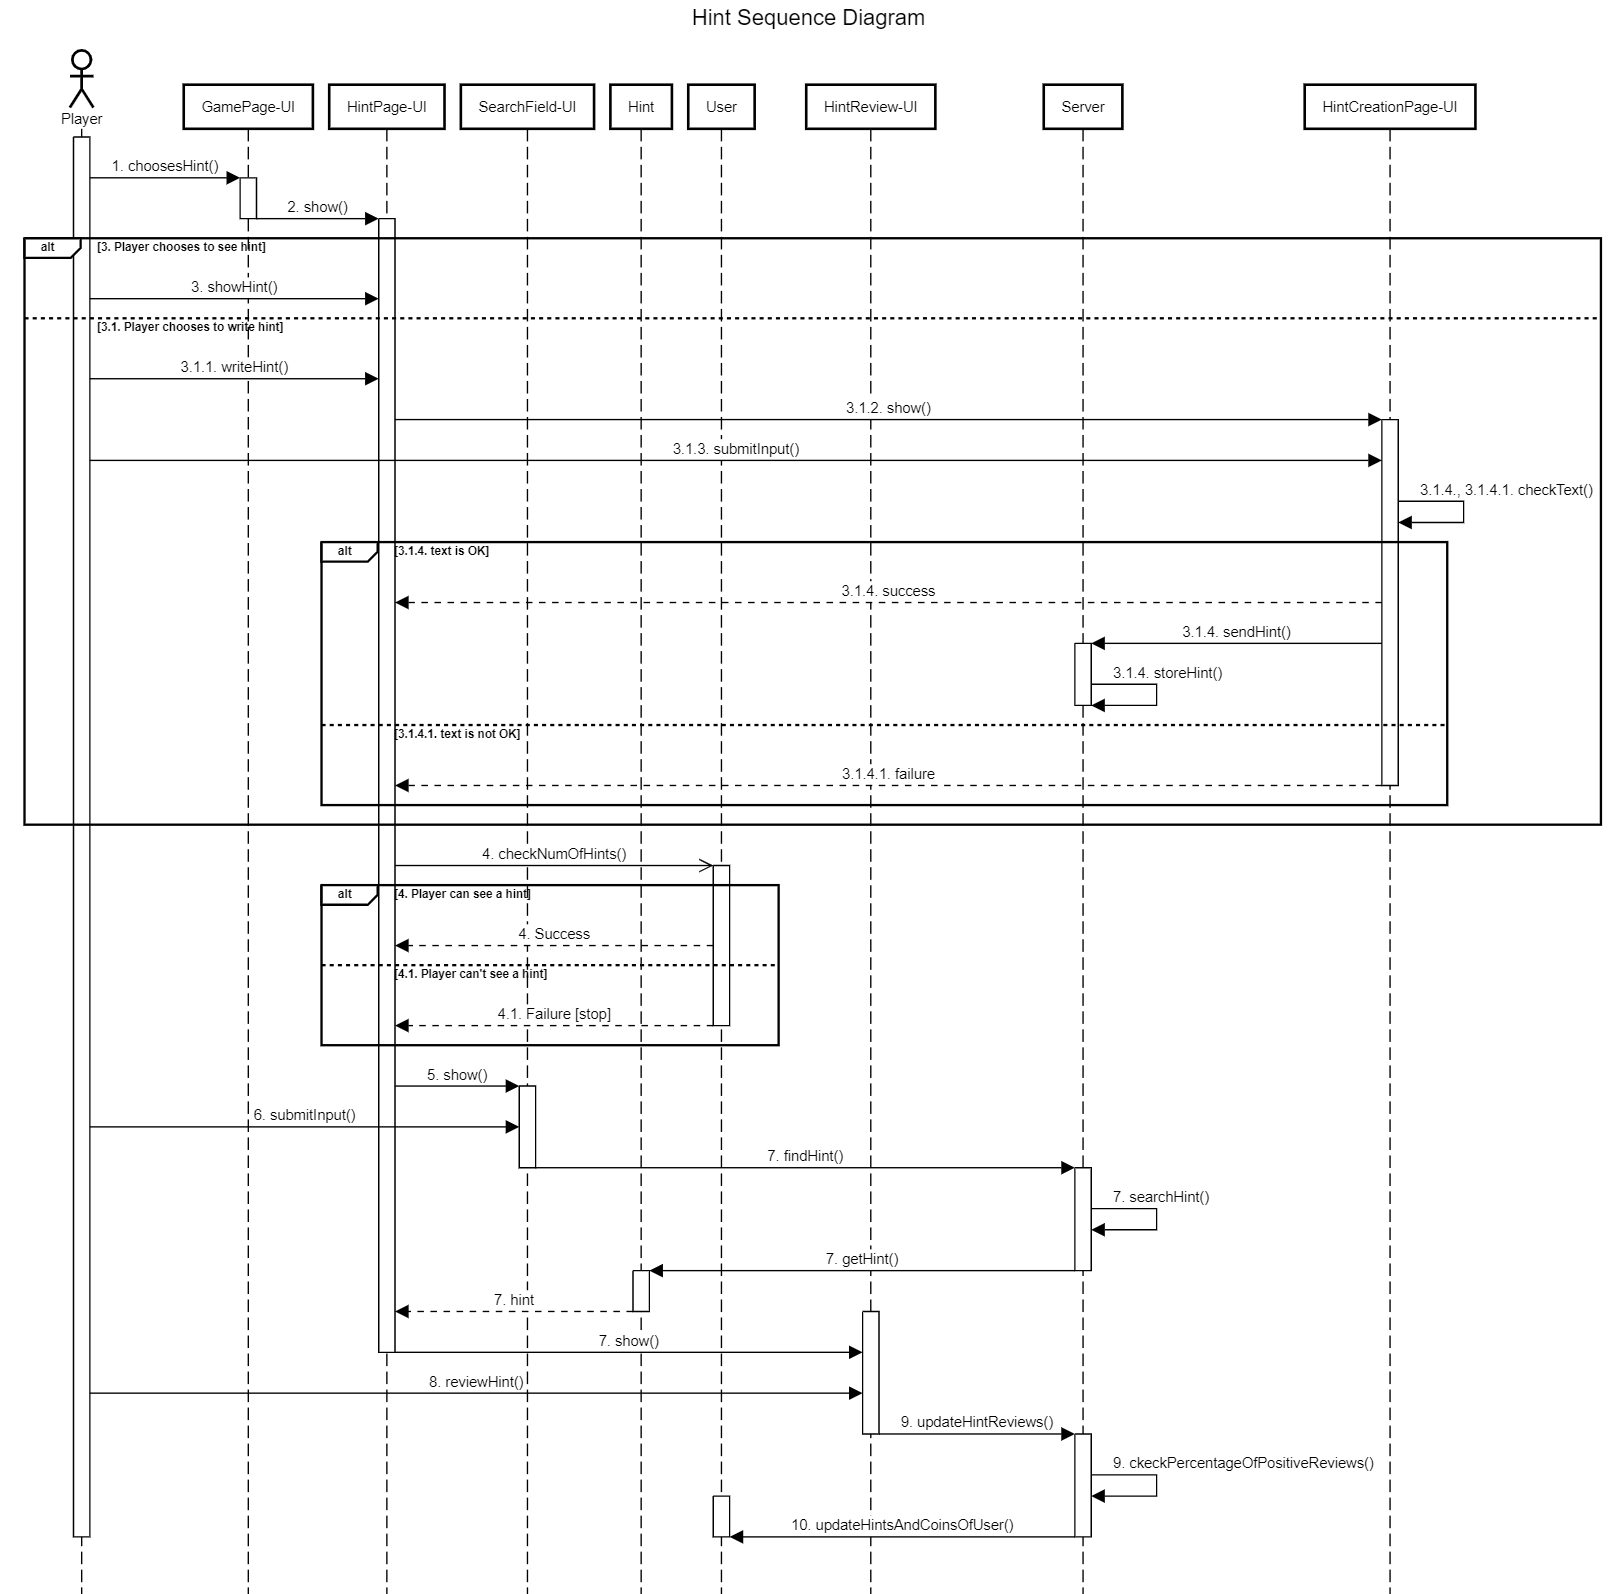 Hint Sequence Diagram
Player
GamePage-UI
HintPage-UI
SearchField-UI
Hint
User
HintReview-UI
Server
HintCreationPage-UI
1. choosesHint()
2. show()
alt
[3. Player chooses to see hint]
3. showHint()
[3.1. Player chooses to write hint]
3.1.1. writeHint()
3.1.2. show()
3.1.3. submitInput()
3.1.4., 3.1.4.1. checkText()
alt
[3.1.4. text is OK]
3.1.4. success
3.1.4. sendHint()
3.1.4. storeHint()
[3.1.4.1. text is not OK]
3.1.4.1. failure
4. checkNumOfHints()
alt
[4. Player can see a hint]
4. Success
[4.1. Player can't see a hint]
4.1. Failure [stop]
5. show()
6. submitInput()
7. findHint()
7. searchHint()
7. getHint()
7. hint
7. show()
8. reviewHint()
9. updateHintReviews()
9. ckeckPercentageOfPositiveReviews()
10. updateHintsAndCoinsOfUser()